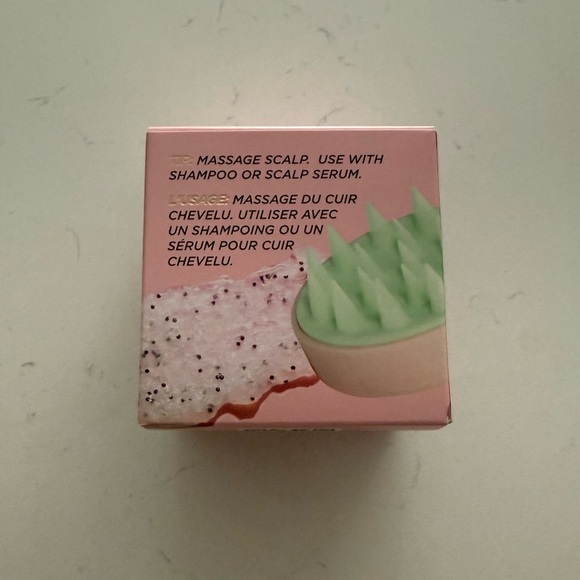 TIP: MASSAGE SCALP. USE WITH
SHAMPOO OR SCALP SERUM.
L'USAGE: MASSAGE DU CUIR
CHEVELU. UTILISER AVEC
UN SHAMPOING OU UN
SÉRUM POUR CUIR
CHEVELU.